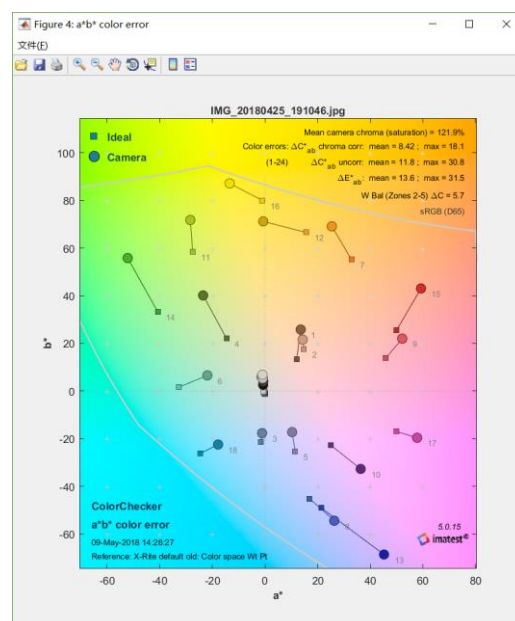 Figure 4: a*b* color error
文件(F)
IMG_20180425_191046.jpg
Ideal
Camera
Mean camera chroma (saturation) = 121.9%
Color errors: ΔC*ab chroma corr: mean = 8.42 ; max = 18.1
(1-24) ΔC*ab uncorr: mean = 11.8 ; max = 30.8
ΔE*ab: mean = 13.6 ; max = 31.5
W Bal (Zones 2-5) ΔC = 5.7
sRGB (D65)
100
80
60
40
20
0
-20
-40
-60
b*
16
12
11
7
15
14
4
1
2
9
6
3
5
17
18
10
8
13
ColorChecker
a*b* color error
09-May-2018 14:26:27
Reference: X-Rite default old: Color space Wt Pt
5.0.15
imatest®
-60 -40 -20 0 20 40 60 80
a*